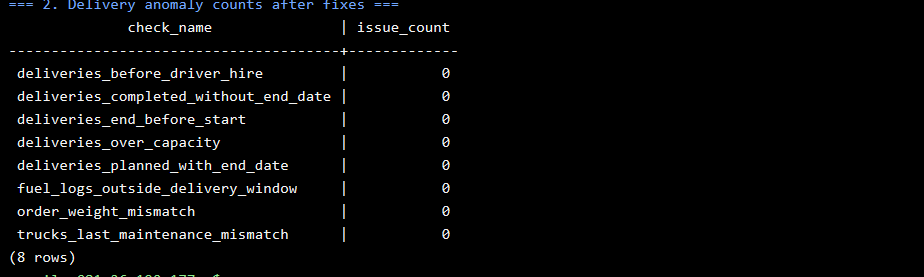 === 2. Delivery anomaly counts after fixes ===
check_name | issue_count
----------------------------------------+-------------
deliveries_before_driver_hire | 0
deliveries_completed_without_end_date | 0
deliveries_end_before_start | 0
deliveries_over_capacity | 0
deliveries_planned_with_end_date | 0
fuel_logs_outside_delivery_window | 0
order_weight_mismatch | 0
trucks_last_maintenance_mismatch | 0
(8 rows)